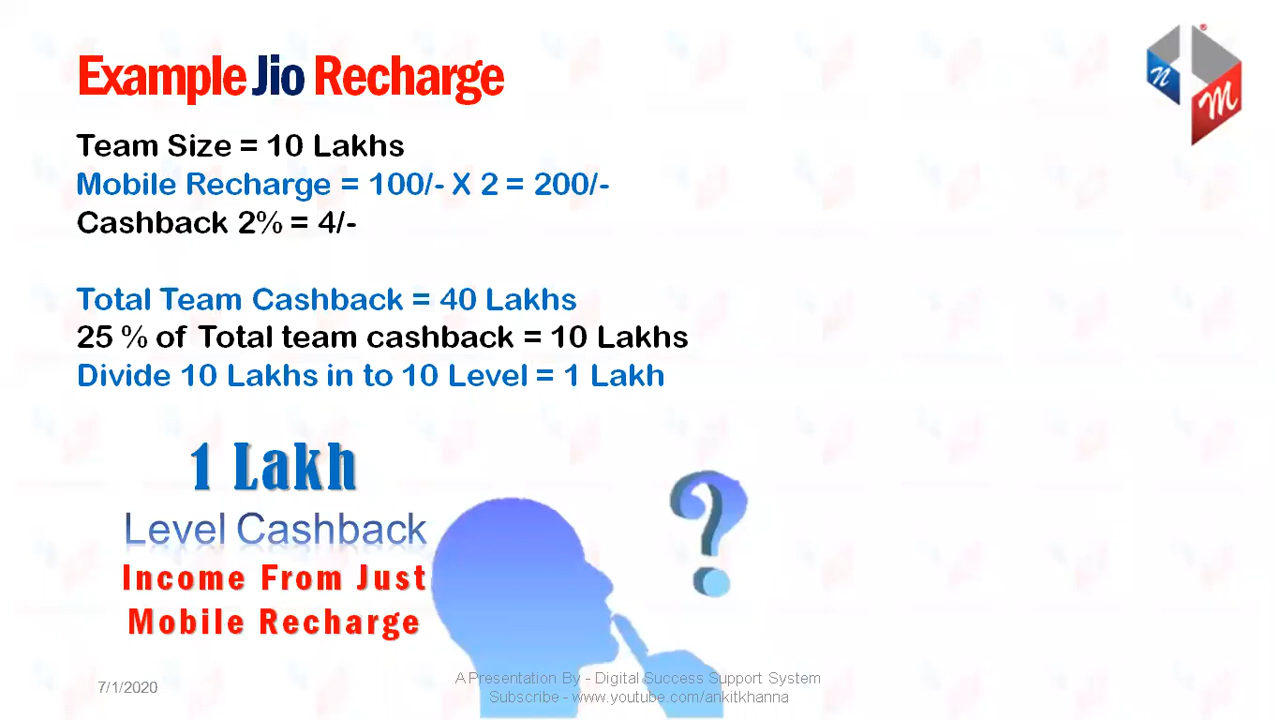 Example Jio Recharge
Team Size = 10 Lakhs
Mobile Recharge = 100/- X 2 = 200/-
Cashback 2% = 4/-
Total Team Cashback = 40 Lakhs
25 % of Total team cashback = 10 Lakhs
Divide 10 Lakhs in to 10 Level = 1 Lakh
1 Lakh
Level Cashback
Income From Just
Mobile Recharge
?
7/1/2020
A Presentation By - Digital Success Support System
Subscribe - www.youtube.com/ankitkhanna
n
M